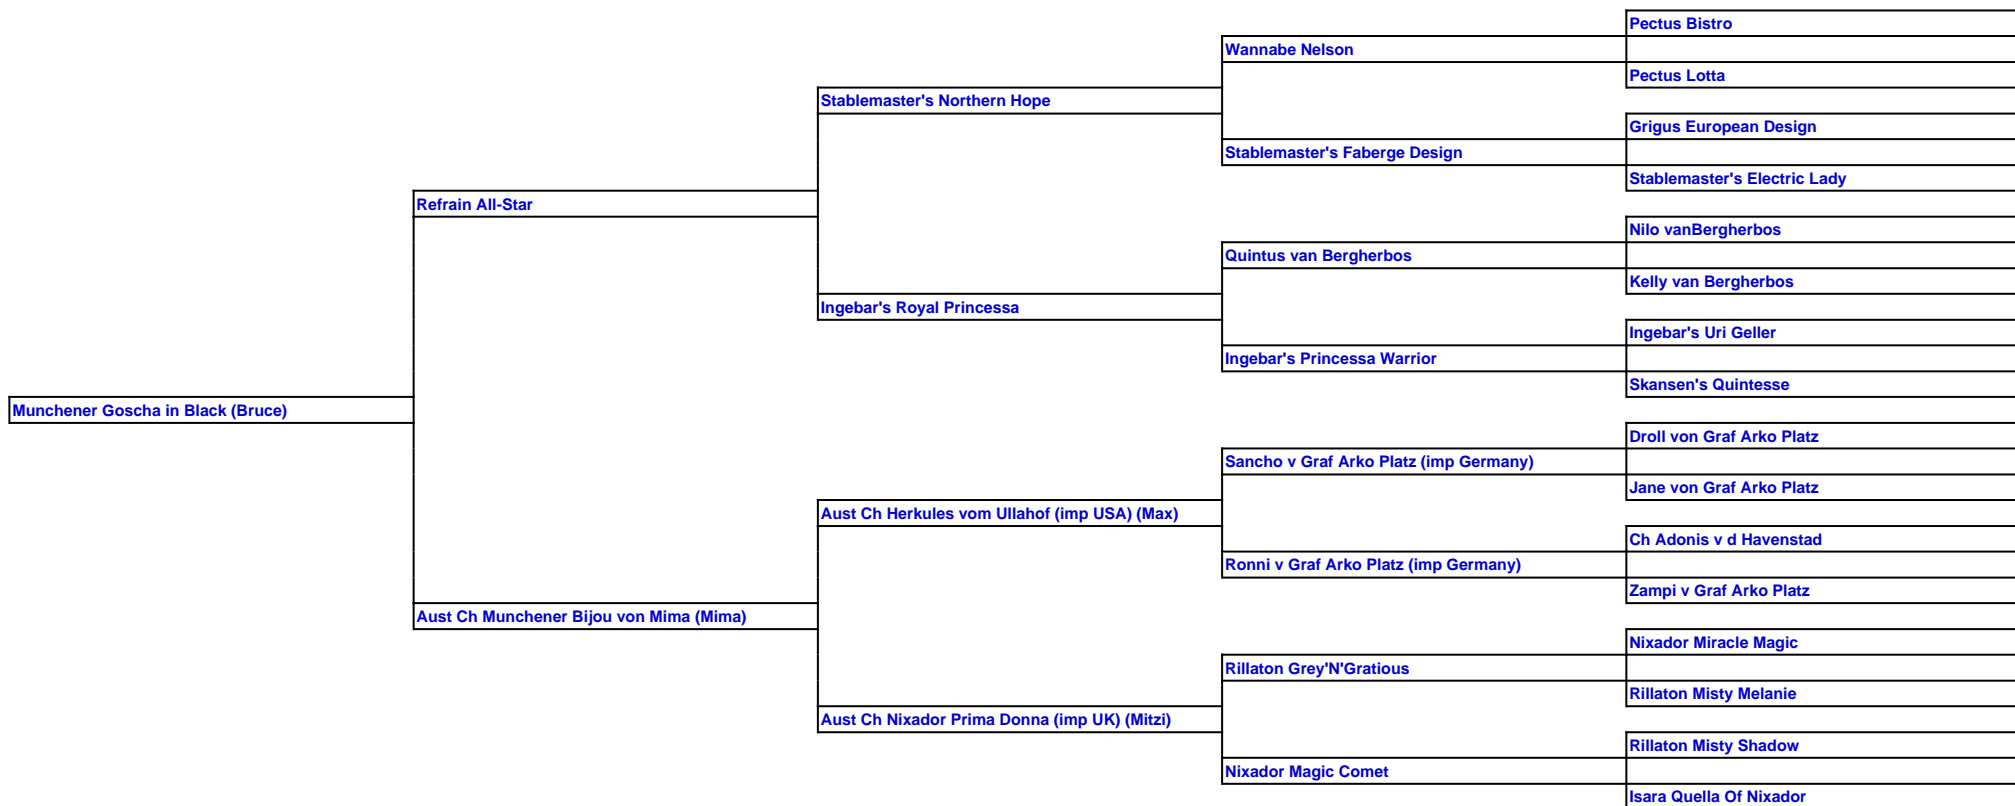 Pectus Bistro
Wannabe Nelson
Pectus Lotta
Stablemaster's Northern Hope
Grigus European Design
Stablemaster's Faberge Design
Stablemaster's Electric Lady
Refrain All-Star
Nilo vanBergherbos
Quintus van Bergherbos
Kelly van Bergherbos
Ingebar's Royal Princessa
Ingebar's Uri Geller
Ingebar's Princessa Warrior
Skansen's Quintesse
Munchener Goscha in Black (Bruce)
Droll von Graf Arko Platz
Sancho v Graf Arko Platz (imp Germany)
Jane von Graf Arko Platz
Aust Ch Herkules vom Ullahof (imp USA) (Max)
Ch Adonis v d Havenstad
Ronni v Graf Arko Platz (imp Germany)
Zampi v Graf Arko Platz
Aust Ch Munchener Bijou von Mima (Mima)
Nixador Miracle Magic
Rillaton Grey'N'Gratious
Rillaton Misty Melanie
Aust Ch Nixador Prima Donna (imp UK) (Mitzi)
Rillaton Misty Shadow
Nixador Magic Comet
Isara Quella Of Nixador